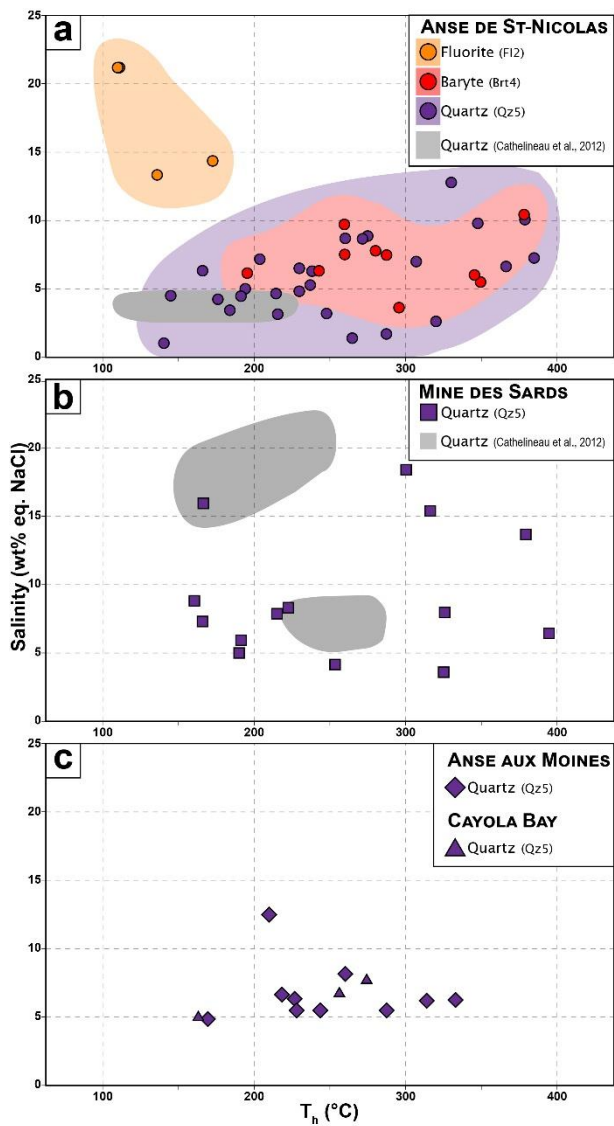 a
ANSE DE ST-NICOLAS
Fluorite (Fl2)
Baryte (Brt4)
Quartz (Qz5)
Quartz (Cathelineau et al., 2012)
25
20
15
10
5
0
100
200
300
400
b
MINE DES SARDS
Quartz (Qz5)
Quartz (Cathelineau et al., 2012)
Salinity (wt% eq. NaCl)
25
20
15
10
5
0
100
200
300
400
c
ANSE AUX MOINES
Quartz (Qz5)
CAYOLA BAY
Quartz (Qz5)
25
20
15
10
5
0
100
200
300
400
Th (°C)